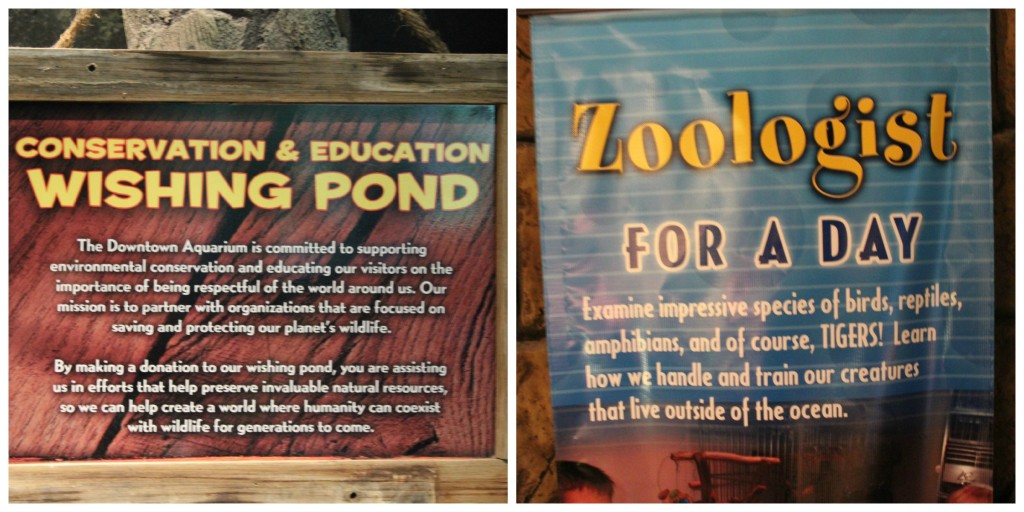 CONSERVATION & EDUCATION
WISHING POND
The Downtown Aquarium is committed to supporting
environmental conservation and educating our visitors on the
importance of being respectful of the world around us. Our
mission is to partner with organizations that are focused on
saving and protecting our planet's wildlife.
By making a donation to our wishing pond, you are assisting
us in efforts that help preserve invaluable natural resources,
so we can help create a world where humanity can coexist
with wildlife for generations to come.
Zoologist
FOR A DAY
Examine impressive species of birds, reptiles,
amphibians, and of course, TIGERS! Learn
how we handle and train our creatures
that live outside of the ocean.